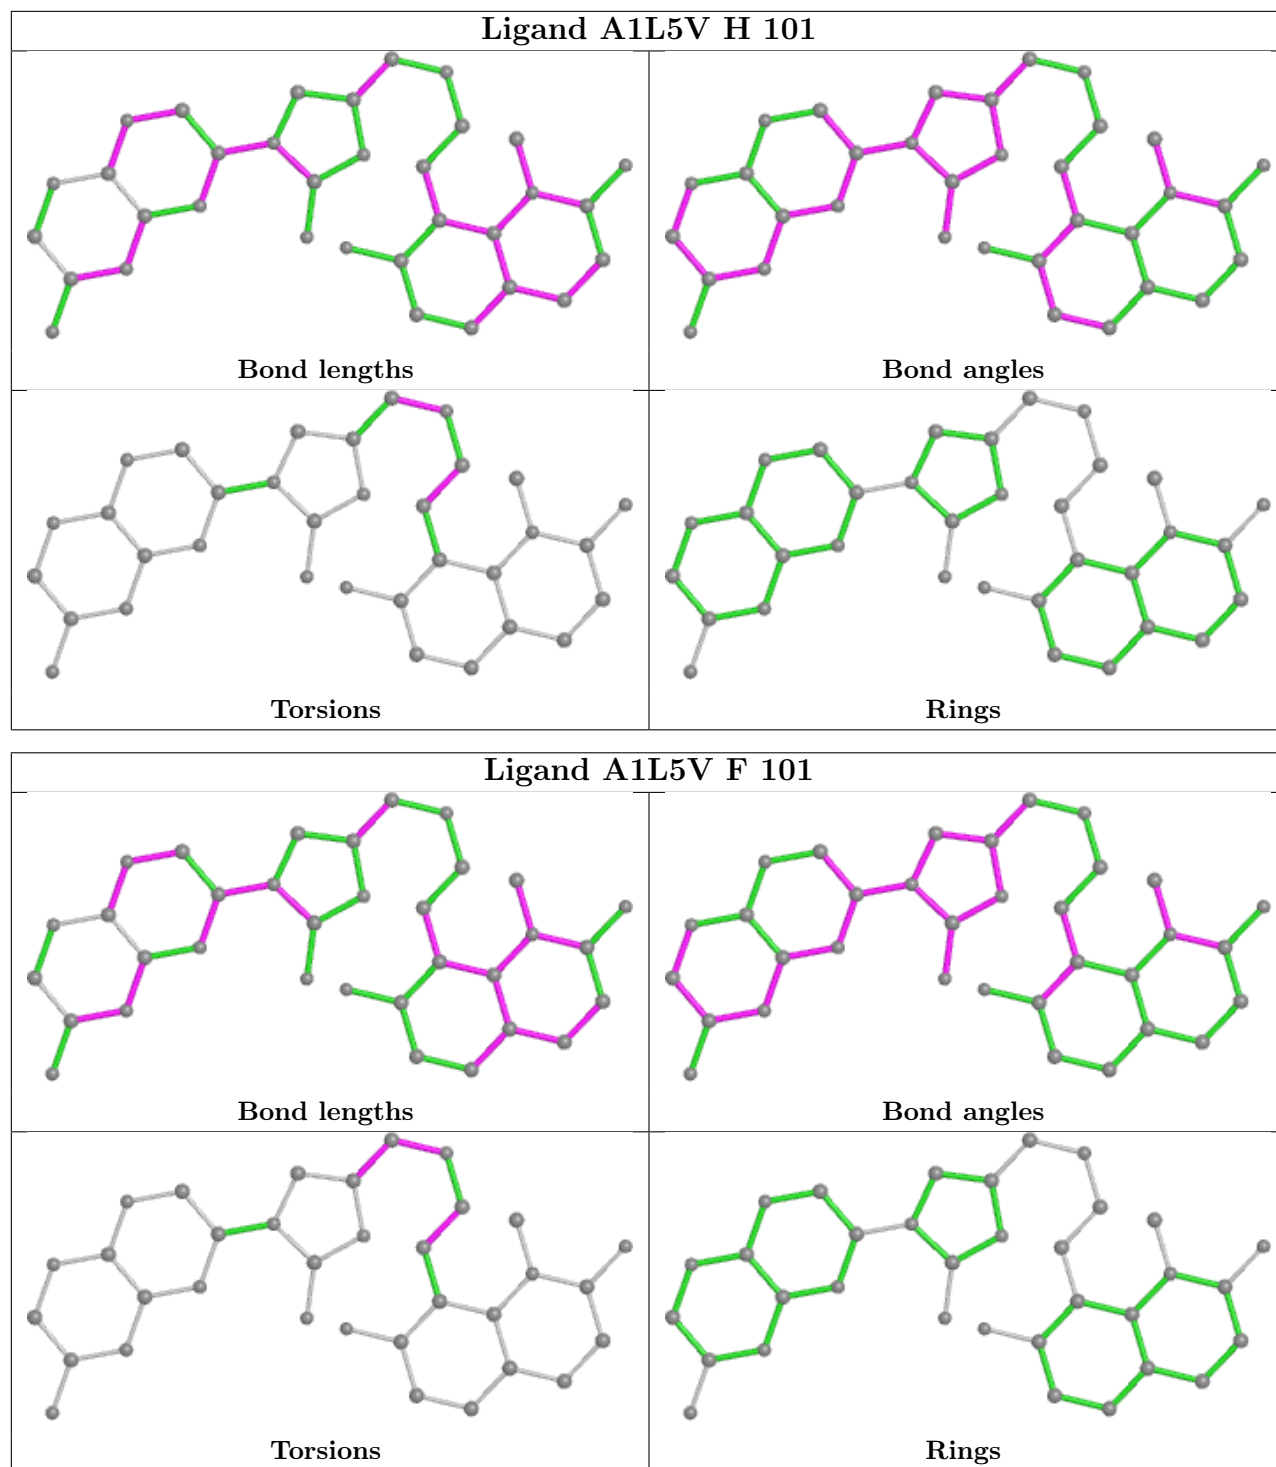 Ligand A1L5V H 101
Bond lengths
Bond angles
Torsions
Rings
Ligand A1L5V F 101
Bond lengths
Bond angles
Torsions
Rings